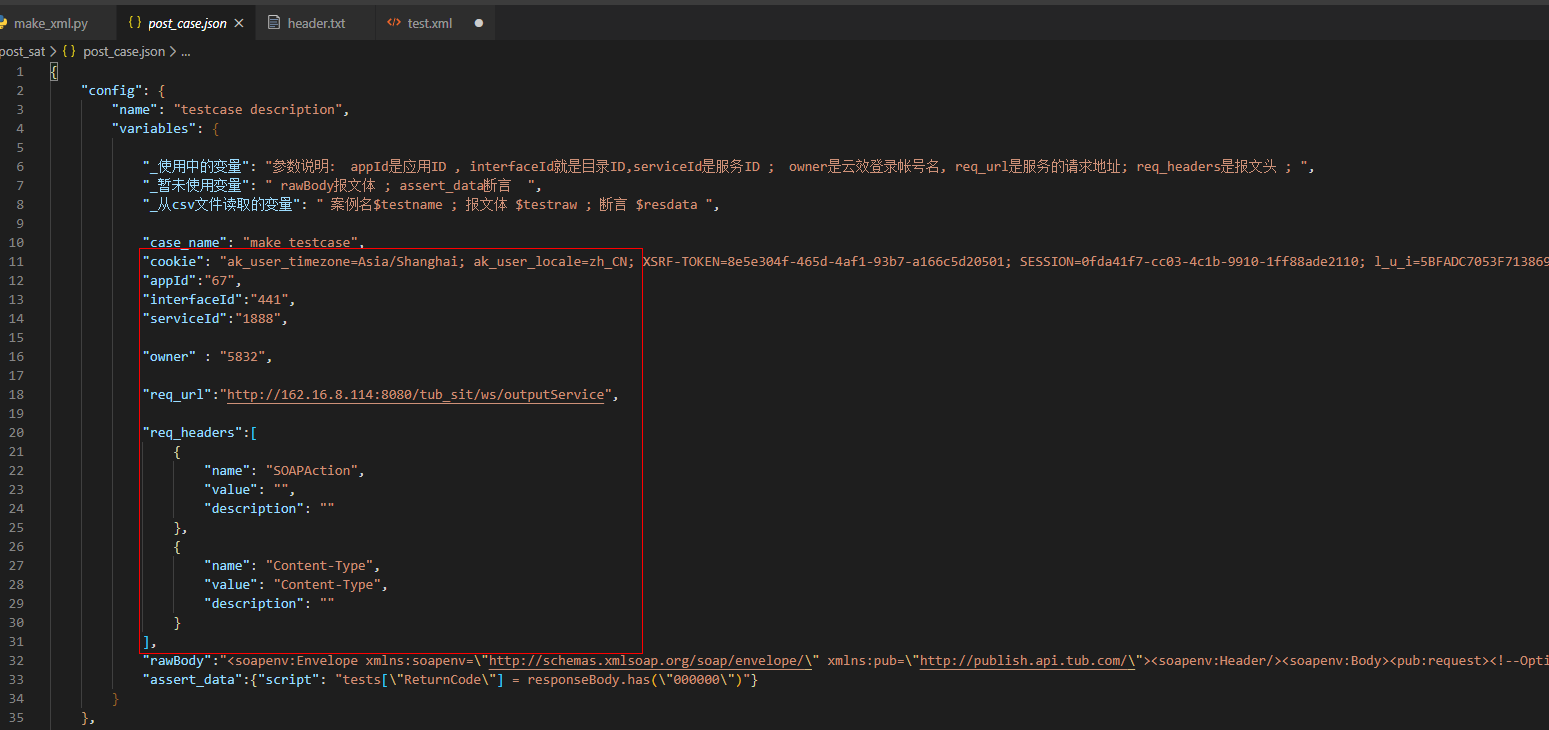 make_xml.py {} post_case.json × header.txt <> test.xml ●
post_sat > {} post_case.json > ...
1 {
2 "config": {
3 "name": "testcase description",
4 "variables": {
5
6 "_使用中的变量": "参数说明: appId是应用ID , interfaceId就是目录ID,serviceId是服务ID ; owner是云效登录帐号名, req_url是服务的请求地址; req_headers是报文头 ; ",
7 "_暂未使用变量": " rawBody报文体 ; assert_data断言 ",
8 "_从csv文件读取的变量": " 案例名$testname ; 报文体 $testraw ; 断言 $resdata ",
9
10 "case_name": "make testcase",
11 "cookie": "ak_user_timezone=Asia/Shanghai; ak_user_locale=zh_CN; XSRF-TOKEN=8e5e304f-465d-4af1-93b7-a166c5d20501; SESSION=0fda41f7-cc03-4c1b-9910-1ff88ade2110; l_u_i=5BFADC7053F713869
12 "appId":"67",
13 "interfaceId":"441",
14 "serviceId":"1888",
15
16 "owner" : "5832",
17
18 "req_url":"http://162.16.8.114:8080/tub_sit/ws/outputService",
19
20 "req_headers":[
21 {
22 "name": "SOAPAction",
23 "value": "",
24 "description": ""
25 },
26 {
27 "name": "Content-Type",
28 "value": "Content-Type",
29 "description": ""
30 }
31 ],
32 "rawBody":"<soapenv:Envelope xmlns:soapenv=\"http://schemas.xmlsoap.org/soap/envelope/\" xmlns:pub=\"http://publish.api.tub.com/\"><soapenv:Header/><soapenv:Body><pub:request><!--Opti
33 "assert_data":{"script": "tests[\"ReturnCode\"] = responseBody.has(\"000000\")"}
34 }
35 },